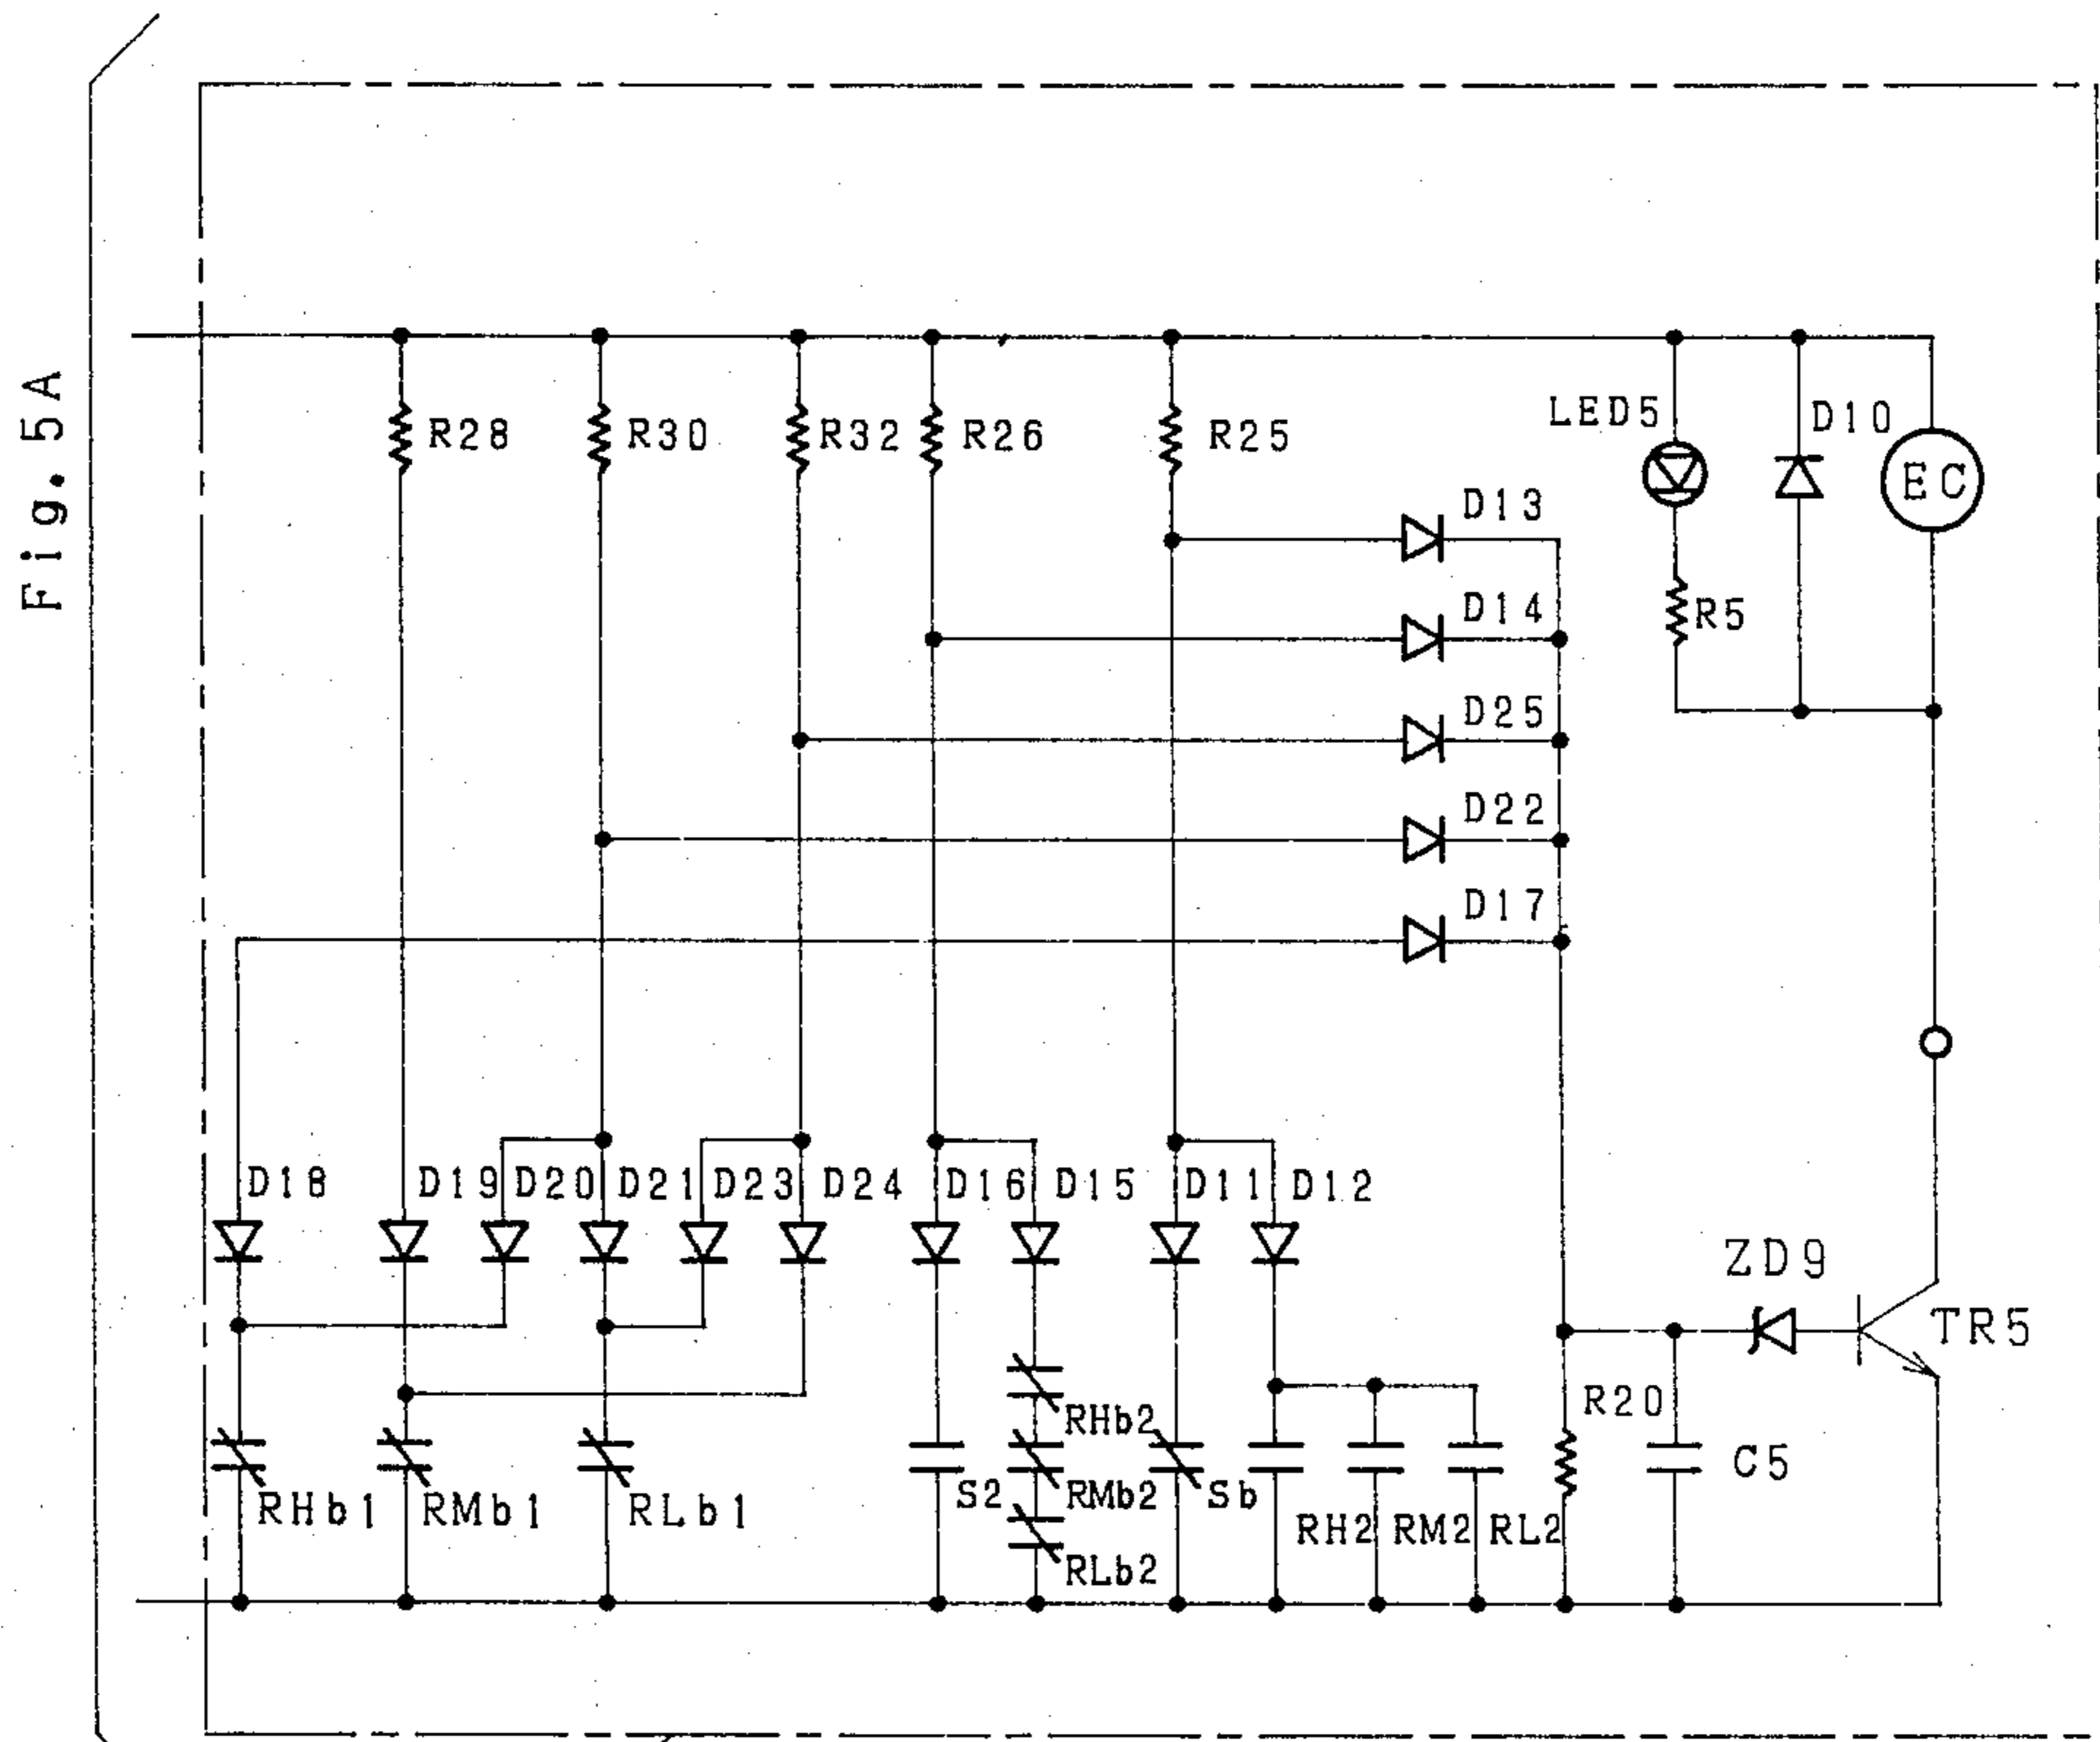 Fig. 5A
R28
R30
R32
R26
R25
LED5
D10
EC
D13
R5
D14
D25
D22
D17
D18
D19
D20
D21
D23
D24
D16
D15
D11
D12
ZD9
TR5
R20
C5
RHb1
RMb1
RLb1
S2
RHb2
RMb2
RLb2
Sb
RH2
RM2
RL2